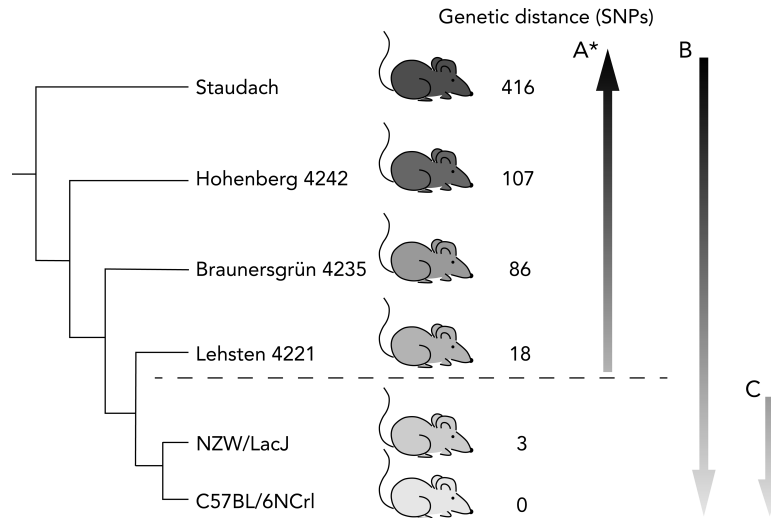 Genetic distance (SNPs)
A* B
Staudach 416
Hohenberg 4242 107
Braunersgrün 4235 86
Lehsten 4221 18
C
NZW/LacJ 3
C57BL/6NCrl 0